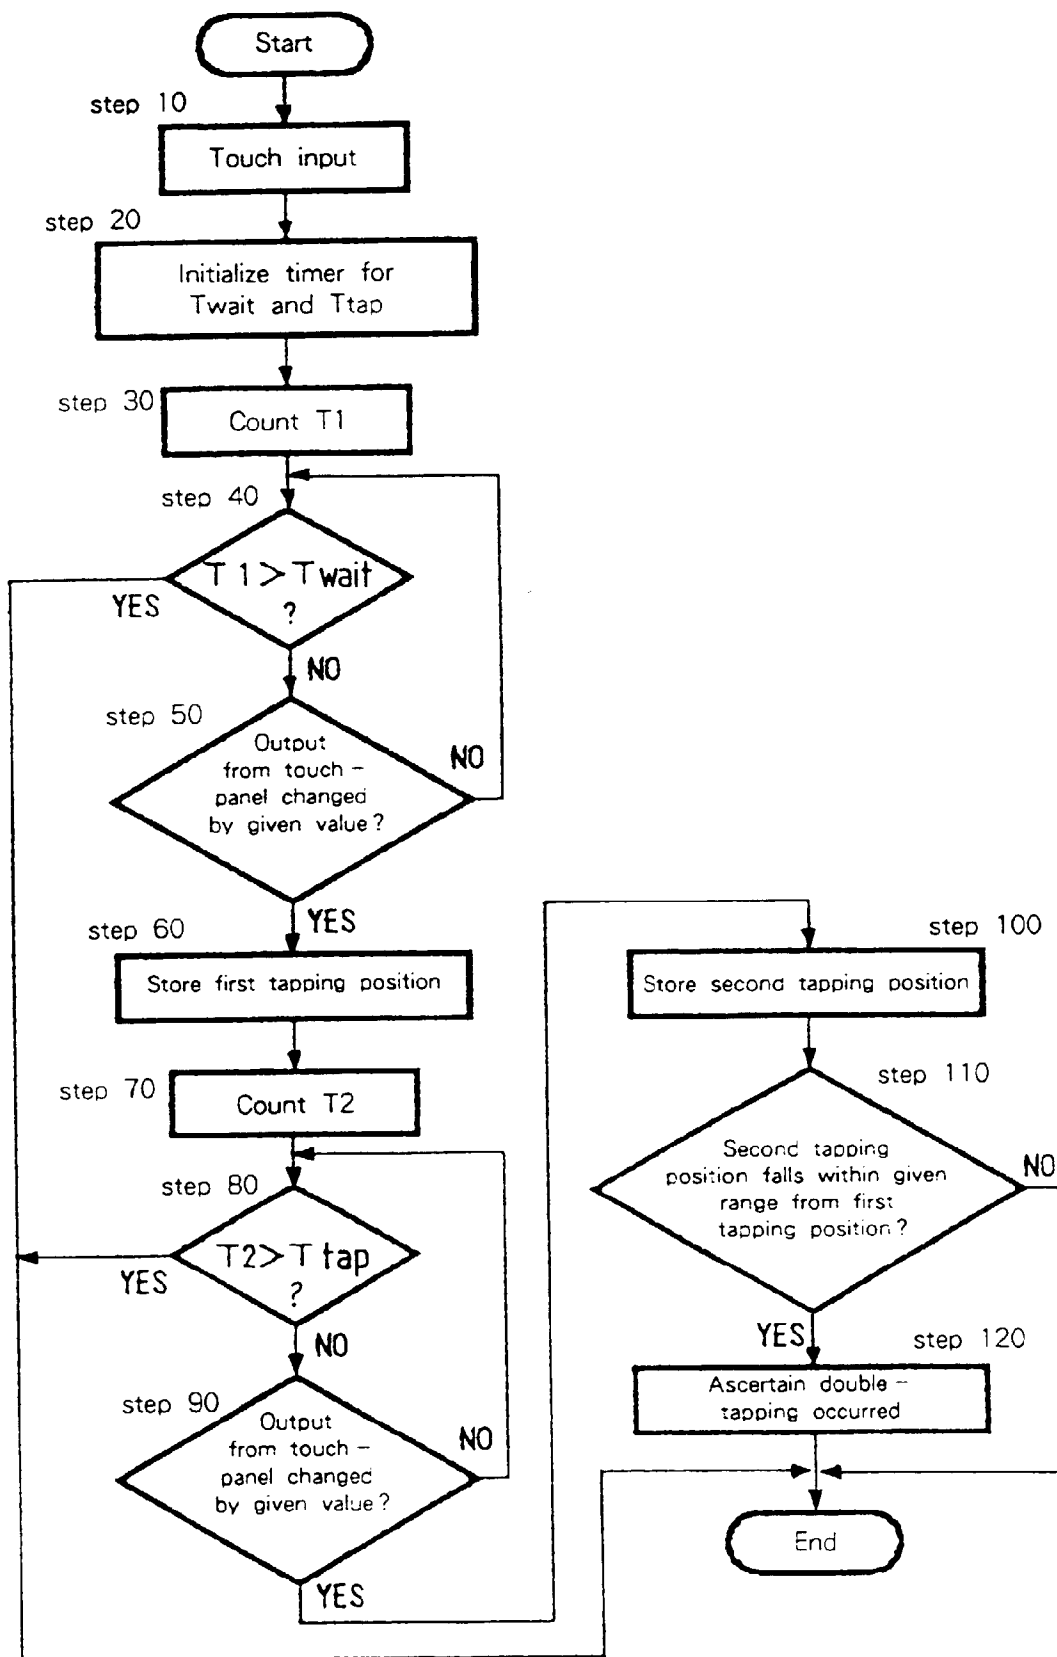 Start
step 10
Touch input
step 20
Initialize timer for
Twait and Ttap
step 30
Count T1
step 40
T1>Twait
?
YES
NO
step 50
Output
from touch-
panel changed
by given value?
NO
YES
step 60
Store first tapping position
step 70
Count T2
step 80
T2>Ttap
?
YES
NO
step 90
Output
from touch-
panel changed
by given value?
NO
YES
step 100
Store second tapping position
step 110
Second tapping
position falls within given
range from first
tapping position?
NO
YES
step 120
Ascertain double-
tapping occurred
End